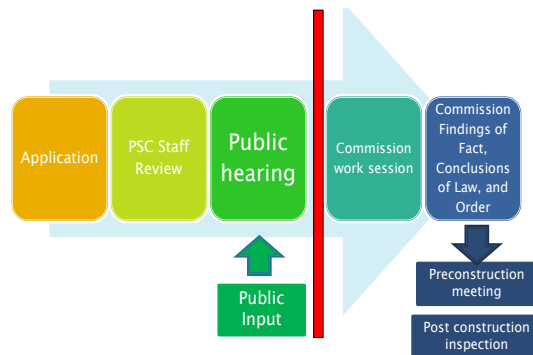 Application
PSC Staff
Review
Public
hearing
Commission
work session
Commission
Findings of
Fact,
Conclusions
of Law, and
Order
Public
Input
Preconstruction
meeting
Post construction
inspection